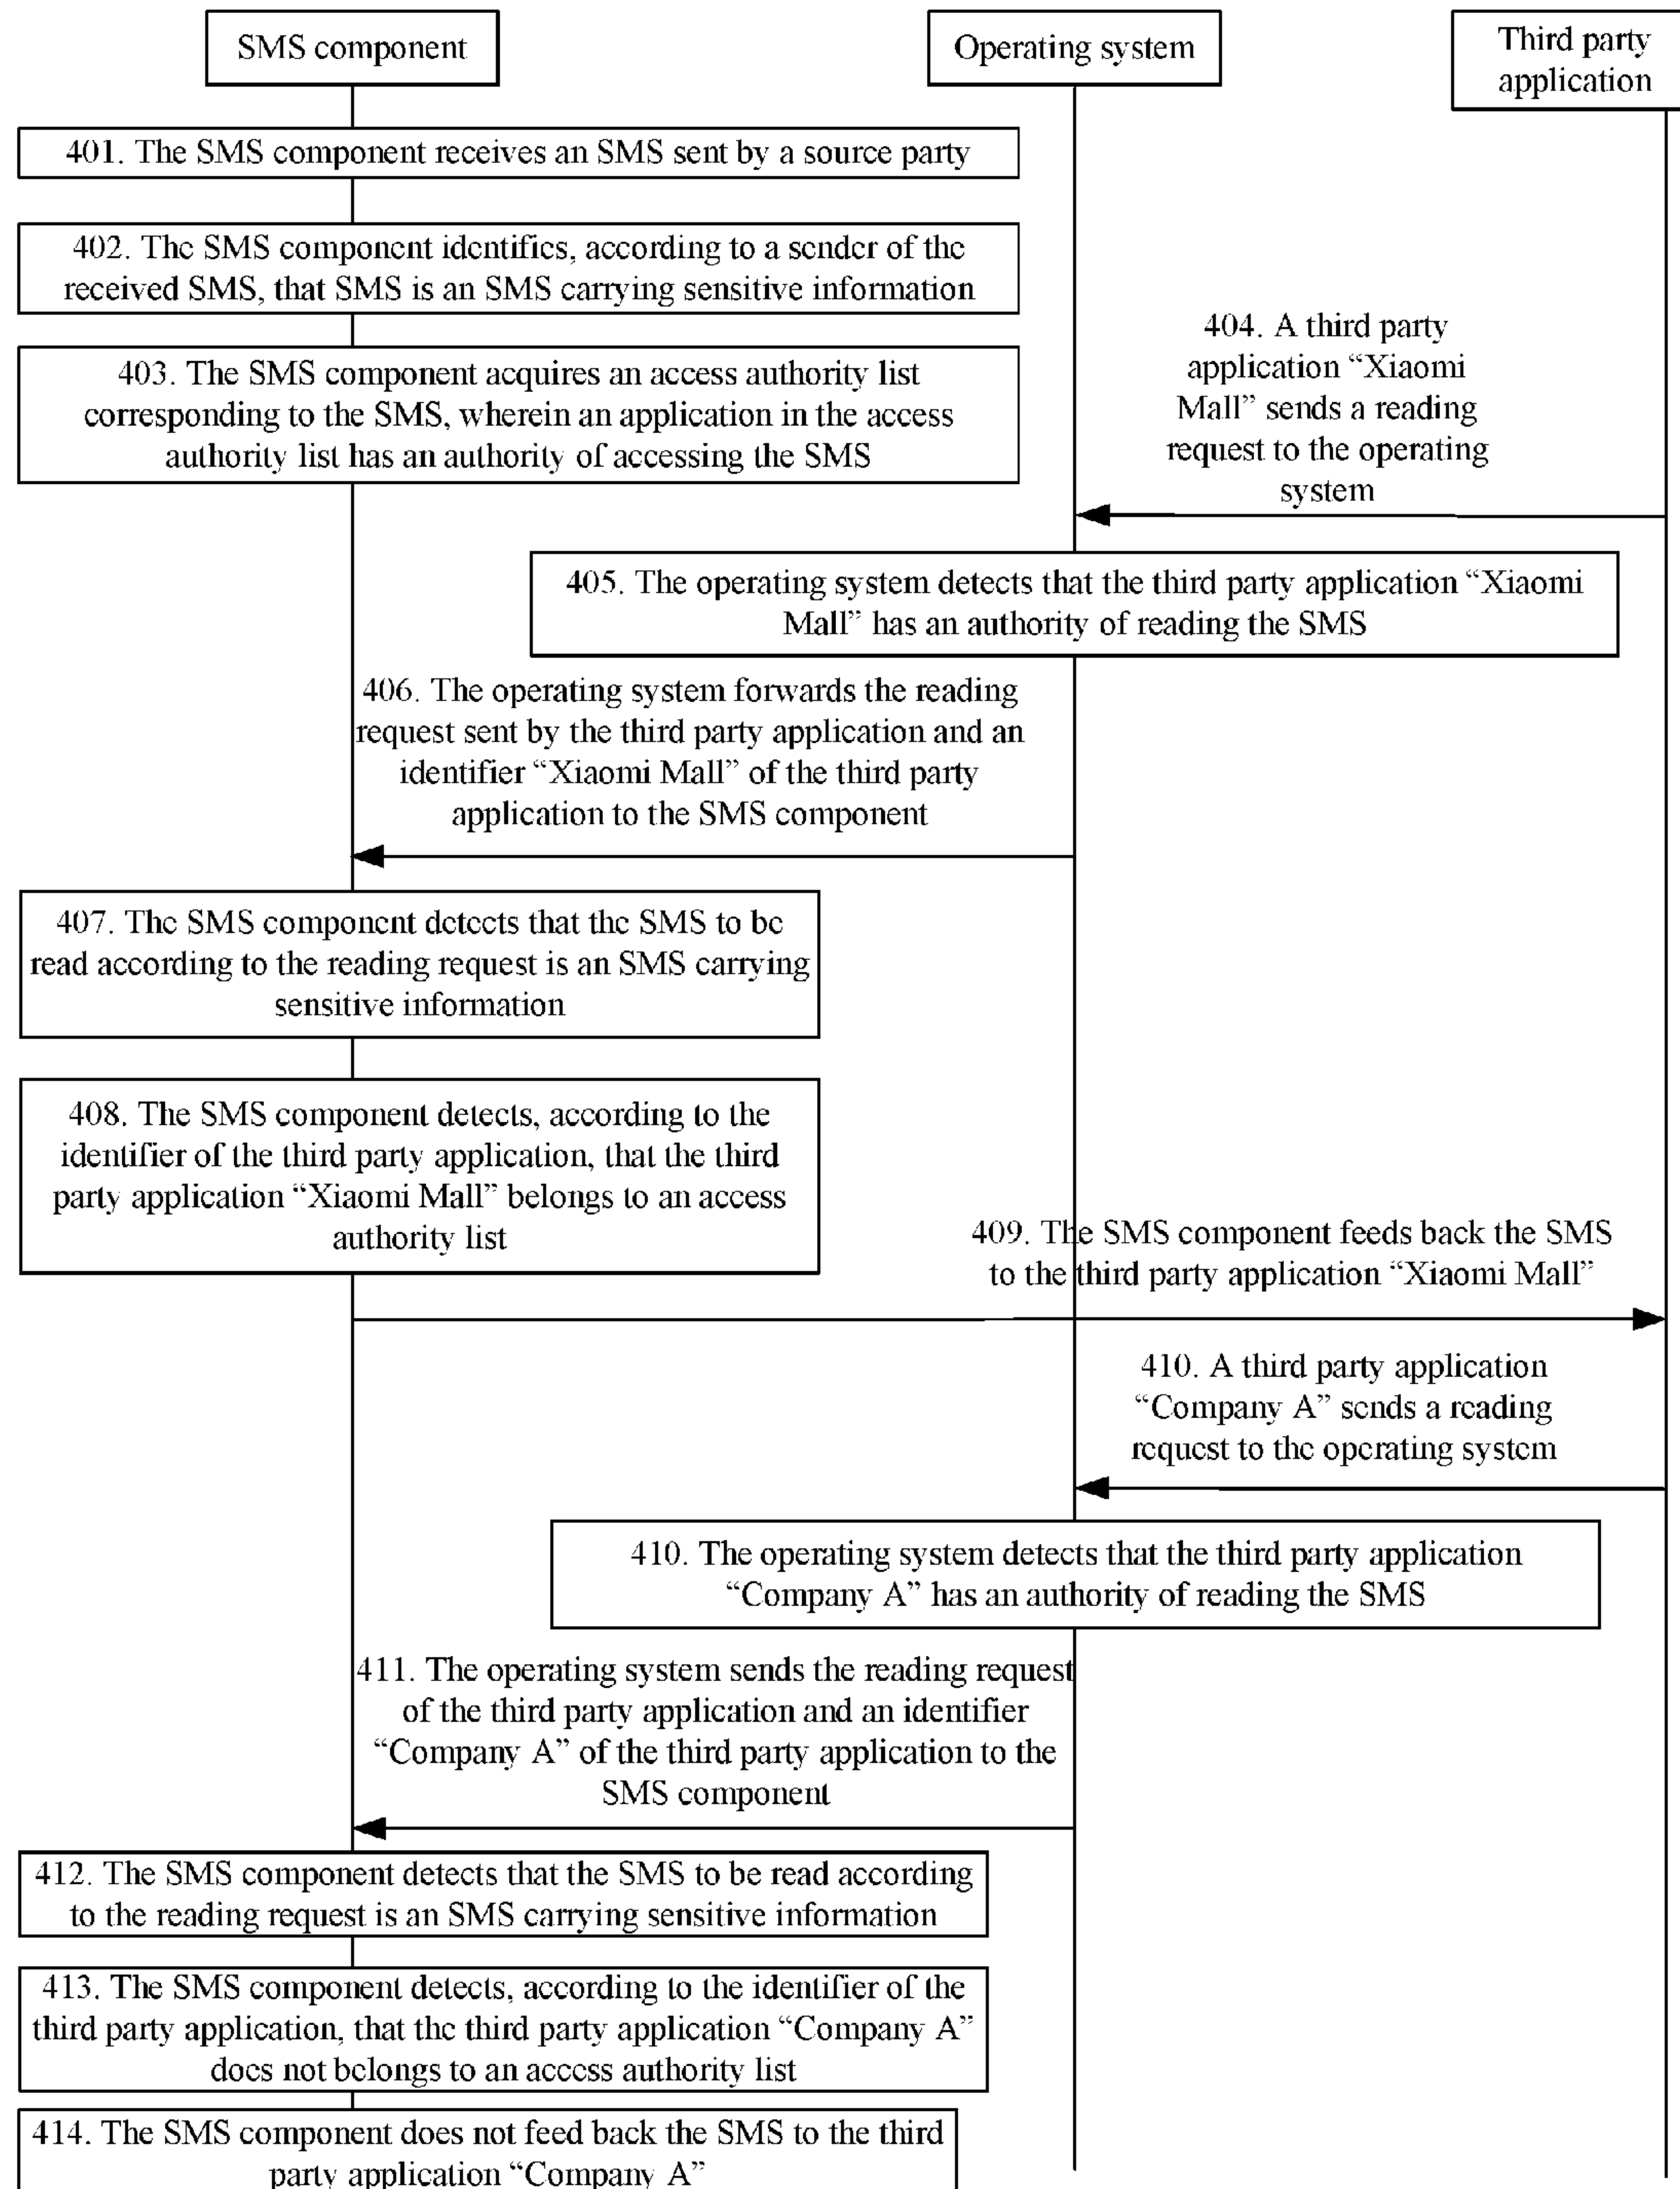 SMS component
Operating system
Third party
application
401. The SMS component receives an SMS sent by a source party
402. The SMS component identifies, according to a sender of the
received SMS, that SMS is an SMS carrying sensitive information
403. The SMS component acquires an access authority list
corresponding to the SMS, wherein an application in the access
authority list has an authority of accessing the SMS
404. A third party
application “Xiaomi
Mall” sends a reading
request to the operating
system
405. The operating system detects that the third party application “Xiaomi
Mall” has an authority of reading the SMS
406. The operating system forwards the reading
request sent by the third party application and an
identifier “Xiaomi Mall” of the third party
application to the SMS component
407. The SMS component detects that the SMS to be
read according to the reading request is an SMS carrying
sensitive information
408. The SMS component detects, according to the
identifier of the third party application, that the third
party application “Xiaomi Mall” belongs to an access
authority list
409. The SMS component feeds back the SMS
to the third party application “Xiaomi Mall”
410. A third party application
“Company A” sends a reading
request to the operating system
410. The operating system detects that the third party application
“Company A” has an authority of reading the SMS
411. The operating system sends the reading request
of the third party application and an identifier
“Company A” of the third party application to the
SMS component
412. The SMS component detects that the SMS to be read according
to the reading request is an SMS carrying sensitive information
413. The SMS component detects, according to the identifier of the
third party application, that the third party application “Company A”
does not belongs to an access authority list
414. The SMS component does not feed back the SMS to the third
party application “Company A”